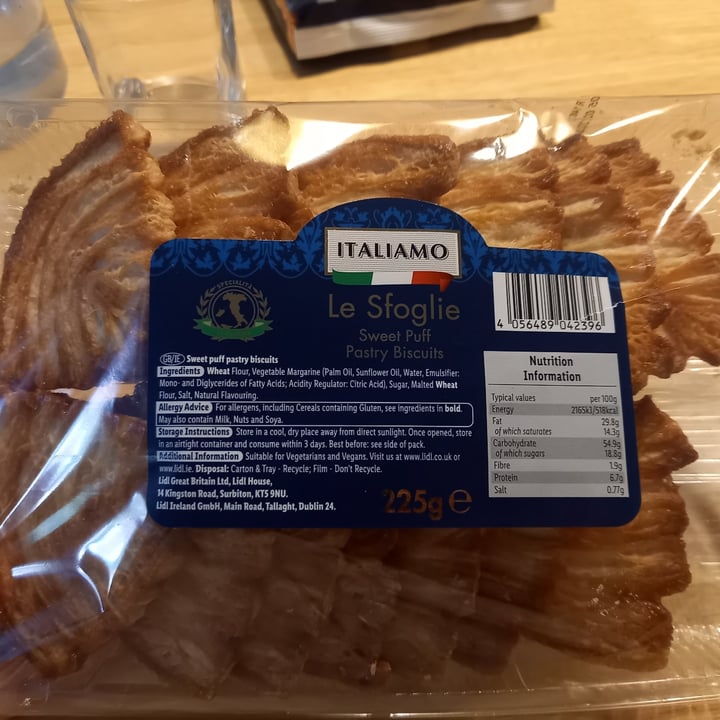 ITALIAMO
SPECIALITÀ
Le Sfoglie
Sweet Puff
Pastry Biscuits
4 056489 042396
GB/IE Sweet puff pastry biscuits
Ingredients Wheat Flour, Vegetable Margarine (Palm Oil, Sunflower Oil, Water, Emulsifier:
Mono- and Diglycerides of Fatty Acids; Acidity Regulator: Citric Acid), Sugar, Malted Wheat
Flour, Salt, Natural Flavouring.
Allergy Advice For allergens, including Cereals containing Gluten, see ingredients in bold.
May also contain Milk, Nuts and Soya.
Storage Instructions Store in a cool, dry place away from direct sunlight. Once opened, store
in an airtight container and consume within 3 days. Best before: see side of pack.
Additional Information Suitable for Vegetarians and Vegans. Visit us at www.lidl.co.uk or
www.lidl.ie. Disposal: Carton & Tray - Recycle; Film - Don't Recycle.
Lidl Great Britain Ltd, Lidl House,
14 Kingston Road, Surbiton, KT5 9NU.
Lidl Ireland GmbH, Main Road, Tallaght, Dublin 24.
225g e
Nutrition
Information
Typical values per 100g
Energy 2165kJ/518kcal
Fat 29.8g
of which saturates 14.3g
Carbohydrate 54.9g
of which sugars 18.8g
Fibre 1.9g
Protein 6.7g
Salt 0.77g